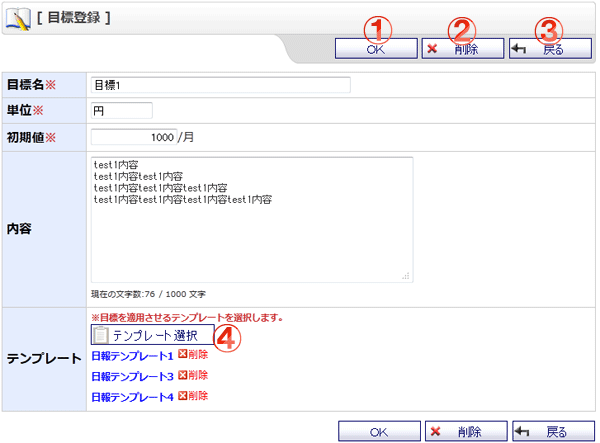 [ 目標登録 ]
① ② ③
OK 削除 戻る
目標名※ 目標1
単位※ 円
初期値※ 1000 /月
内容
test1内容
test1内容test1内容
test1内容test1内容test1内容
test1内容test1内容test1内容test1内容
現在の文字数:76 / 1000 文字
テンプレート
※目標を適用させるテンプレートを選択します。
テンプレート選択 ④
日報テンプレート1 削除
日報テンプレート3 削除
日報テンプレート4 削除
OK 削除 戻る